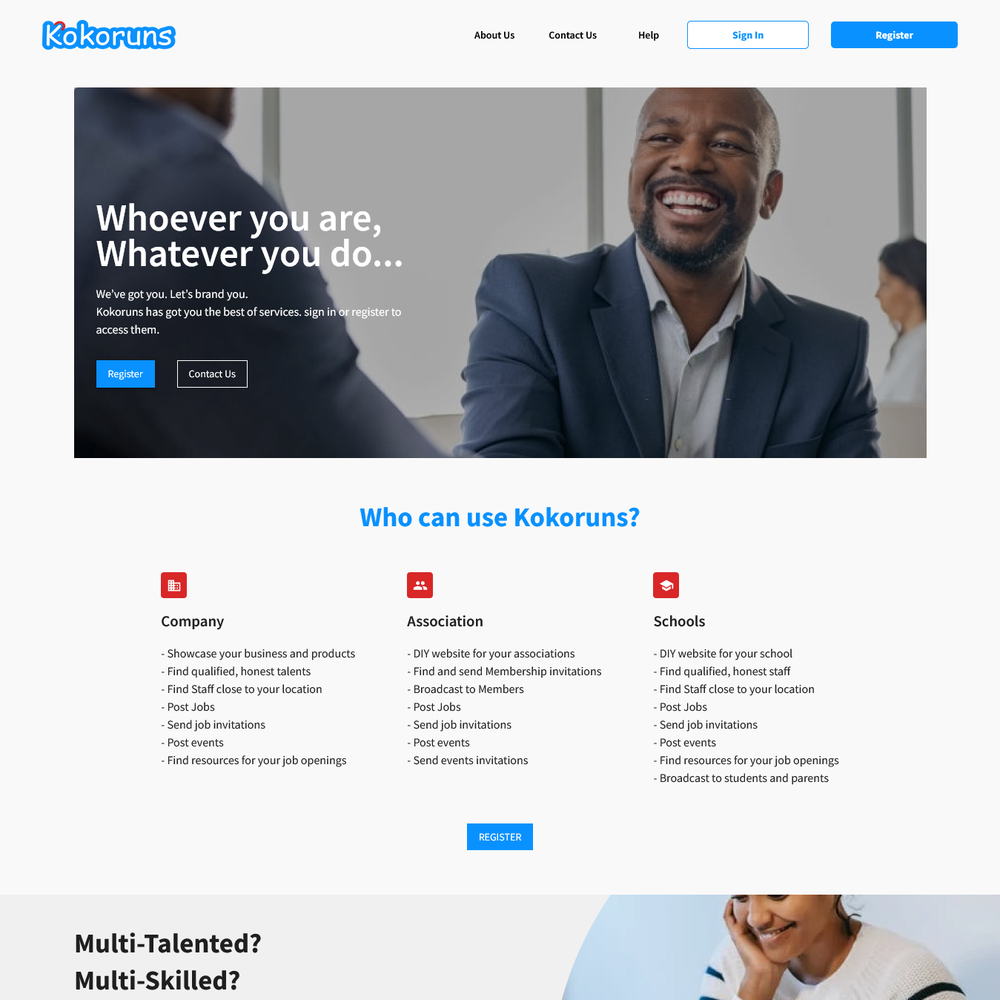 Kokoruns
About Us
Contact Us
Help
Sign In
Register
Whoever you are,
Whatever you do...
We've got you. Let's brand you.
Kokoruns has got you the best of services. sign in or register to
access them.
Register
Contact Us
Who can use Kokoruns?
Company
- Showcase your business and products
- Find qualified, honest talents
- Find Staff close to your location
- Post Jobs
- Send job invitations
- Post events
- Find resources for your job openings
Association
- DIY website for your associations
- Find and send Membership invitations
- Broadcast to Members
- Post Jobs
- Send job invitations
- Post events
- Send events invitations
Schools
- DIY website for your school
- Find qualified, honest staff
- Find Staff close to your location
- Post Jobs
- Send job invitations
- Post events
- Find resources for your job openings
- Broadcast to students and parents
REGISTER
Multi-Talented?
Multi-Skilled?